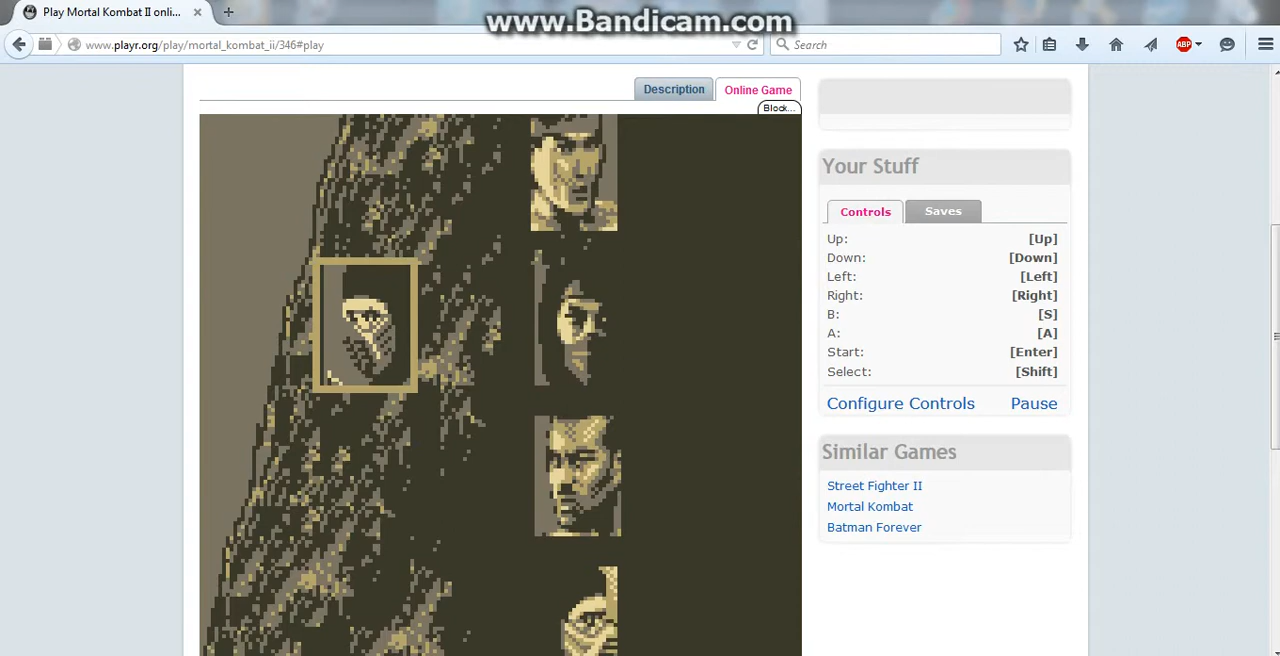 Play Mortal Kombat II onli...
www.Bandicam.com
www.playr.org/play/mortal_kombat_ii/346#play
Search
ABP
Description
Online Game
Block...
Your Stuff
Controls
Saves
Up: [Up]
Down: [Down]
Left: [Left]
Right: [Right]
B: [S]
A: [A]
Start: [Enter]
Select: [Shift]
Configure Controls
Pause
Similar Games
Street Fighter II
Mortal Kombat
Batman Forever